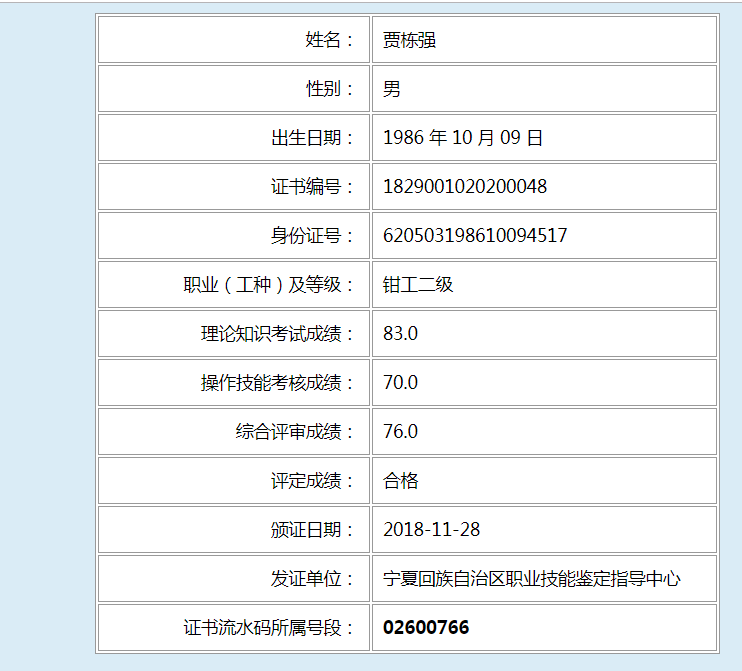 姓名： 贾栋强
性别： 男
出生日期： 1986 年 10 月 09 日
证书编号： 1829001020200048
身份证号： 620503198610094517
职业（工种）及等级： 钳工二级
理论知识考试成绩： 83.0
操作技能考核成绩： 70.0
综合评审成绩： 76.0
评定成绩： 合格
颁证日期： 2018-11-28
发证单位： 宁夏回族自治区职业技能鉴定指导中心
证书流水码所属号段： 02600766